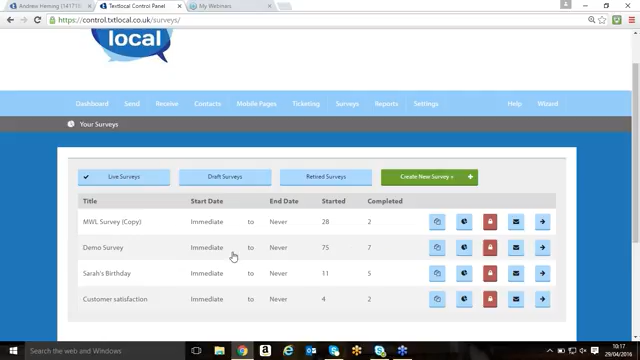 Andrew Heming (141719
Textlocal Control Panel
My Webinars
https://control.txtlocal.co.uk/surveys/
local
Dashboard Send Receive Contacts Mobile Pages Ticketing Surveys Reports Settings Help Wizard
Your Surveys
Live Surveys Draft Surveys Retired Surveys Create New Survey »
Title Start Date End Date Started Completed
MWL Survey (Copy) Immediate to Never 28 2
Demo Survey Immediate to Never 75 7
Sarah's Birthday Immediate to Never 11 5
Customer satisfaction Immediate to Never 4 2
Search the web and Windows
10:17
29/04/2016